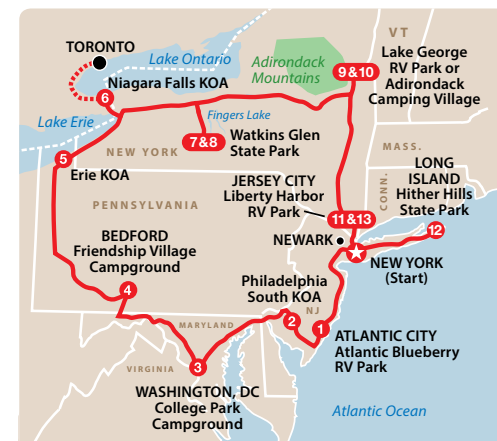 TORONTO
Lake Ontario
Adirondack
Mountains
VT
9&10
Lake George
RV Park or
Adirondack
Camping Village
Niagara Falls KOA
6
Lake Erie
Fingers Lake
7&8
Watkins Glen
State Park
NEW YORK
MASS.
5
Erie KOA
CONN.
LONG
ISLAND
Hither Hills
State Park
JERSEY CITY
Liberty Harbor
RV Park
11&13
12
PENNSYLVANIA
NEWARK
NEW YORK
(Start)
BEDFORD
Friendship Village
Campground
4
Philadelphia
South KOA
NJ
2
1
ATLANTIC CITY
Atlantic Blueberry
RV Park
MARYLAND
VIRGINIA
3
WASHINGTON, DC
College Park
Campground
Atlantic Ocean